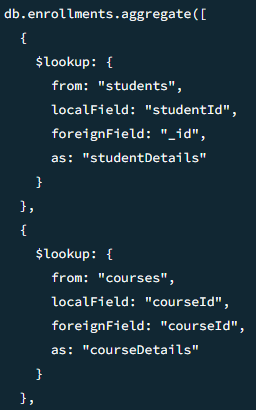 db.enrollments.aggregate([
  {
    $lookup: {
      from: "students",
      localField: "studentId",
      foreignField: "_id",
      as: "studentDetails"
    }
  },
  {
    $lookup: {
      from: "courses",
      localField: "courseId",
      foreignField: "courseId",
      as: "courseDetails"
    }
  },